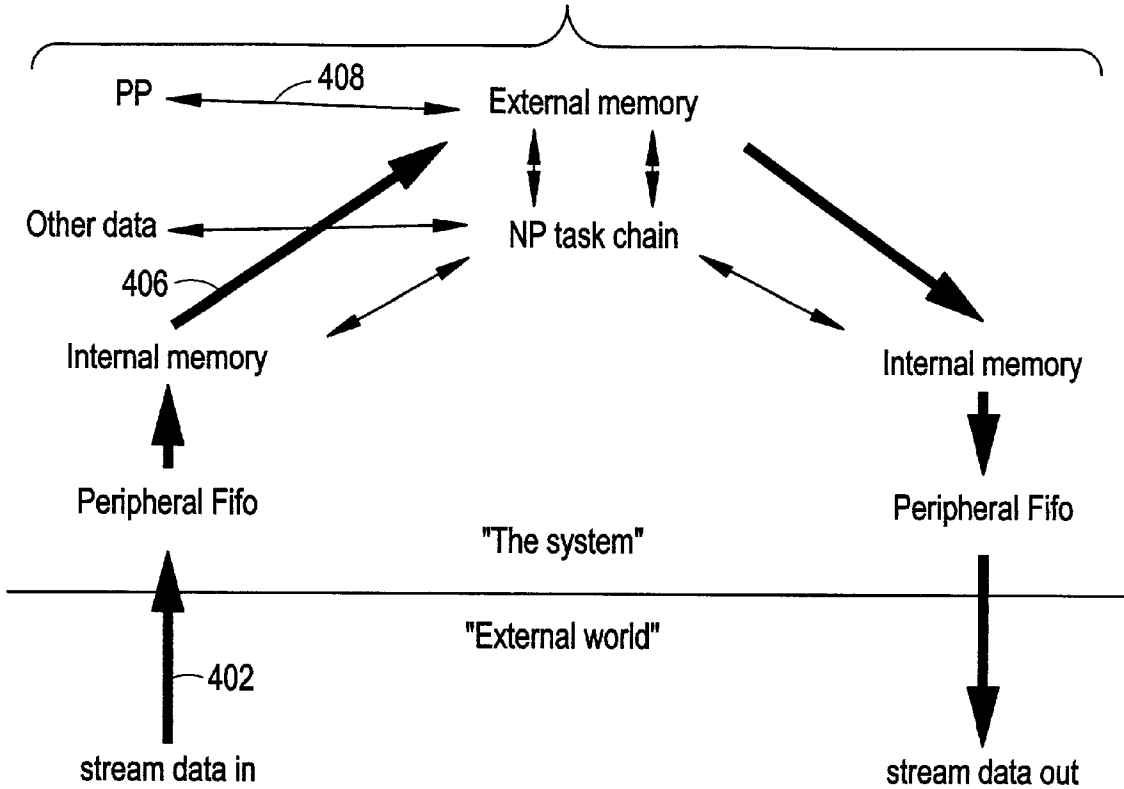 408
PP
External memory
Other data
NP task chain
406
Internal memory
Internal memory
Peripheral Fifo
Peripheral Fifo
"The system"
"External world"
402
stream data in
stream data out